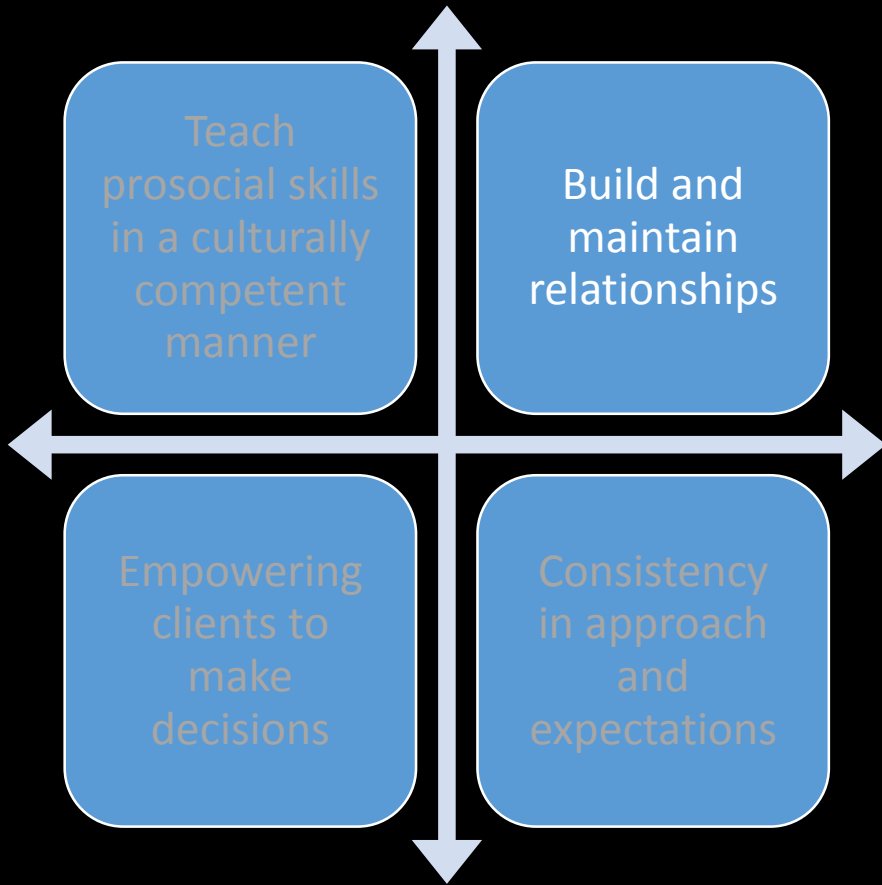 Teach
prosocial skills
in a culturally
competent
manner
Build and
maintain
relationships
Empowering
clients to
make
decisions
Consistency
in approach
and
expectations